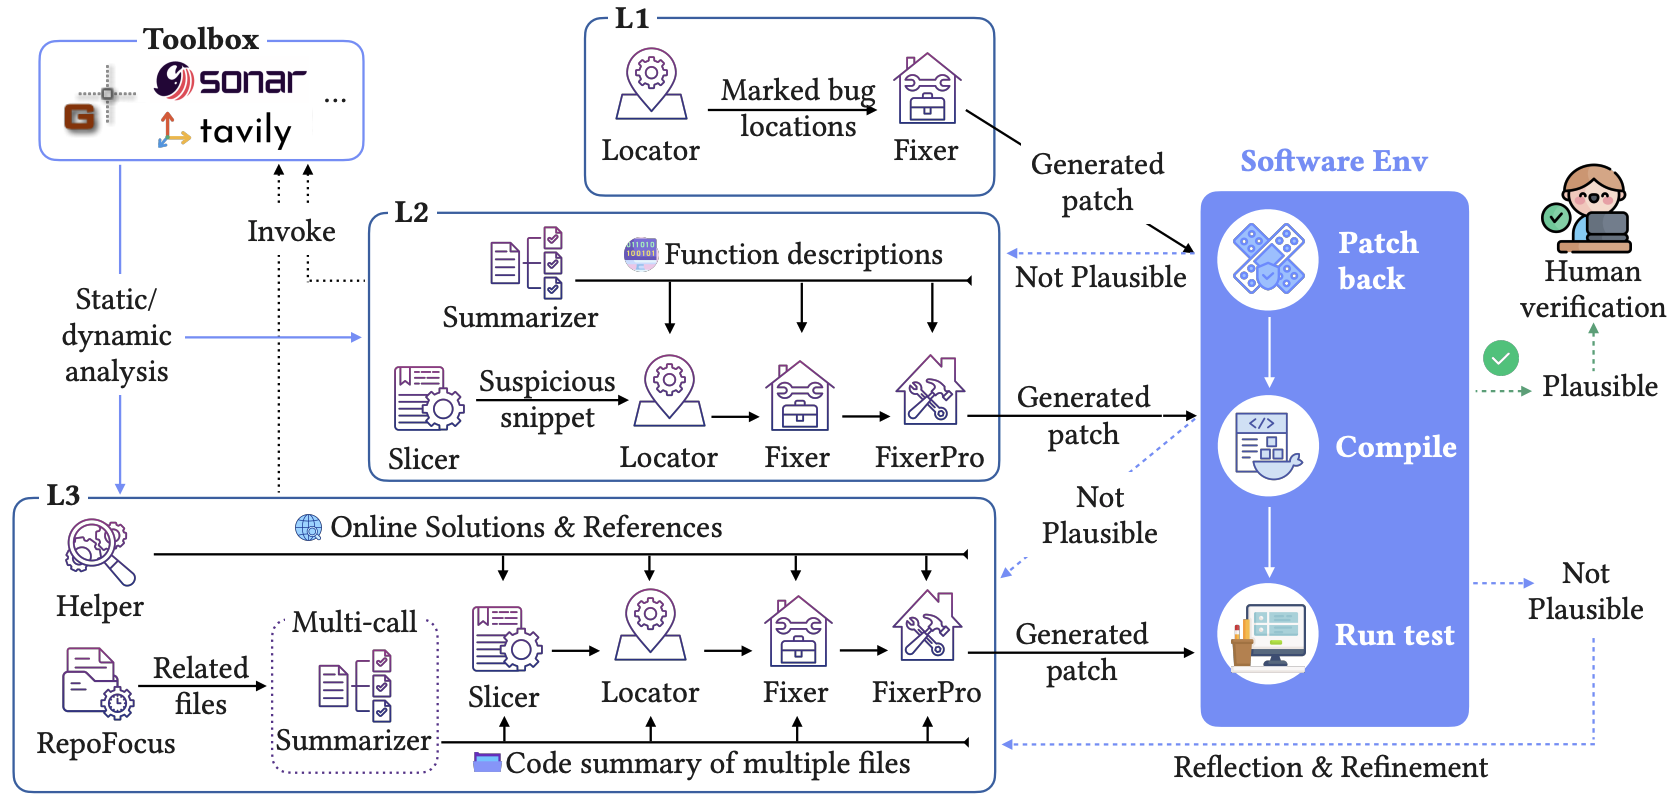 Toolbox
G
sonar
tavily
...
Invoke
Static/
dynamic
analysis
L1
Locator
Marked bug
locations
Fixer
Generated
patch
L2
Summarizer
011010
100101
Function descriptions
Not Plausible
Slicer
Suspicious
snippet
Locator
Fixer
FixerPro
Generated
patch
Not
Plausible
L3
Helper
Online Solutions & References
RepoFocus
Related
files
Multi-call
Summarizer
Slicer
Locator
Fixer
FixerPro
Code summary of multiple files
Generated
patch
Software Env
Patch
back
</>
Compile
Run test
Human
verification
Plausible
Not
Plausible
Reflection & Refinement